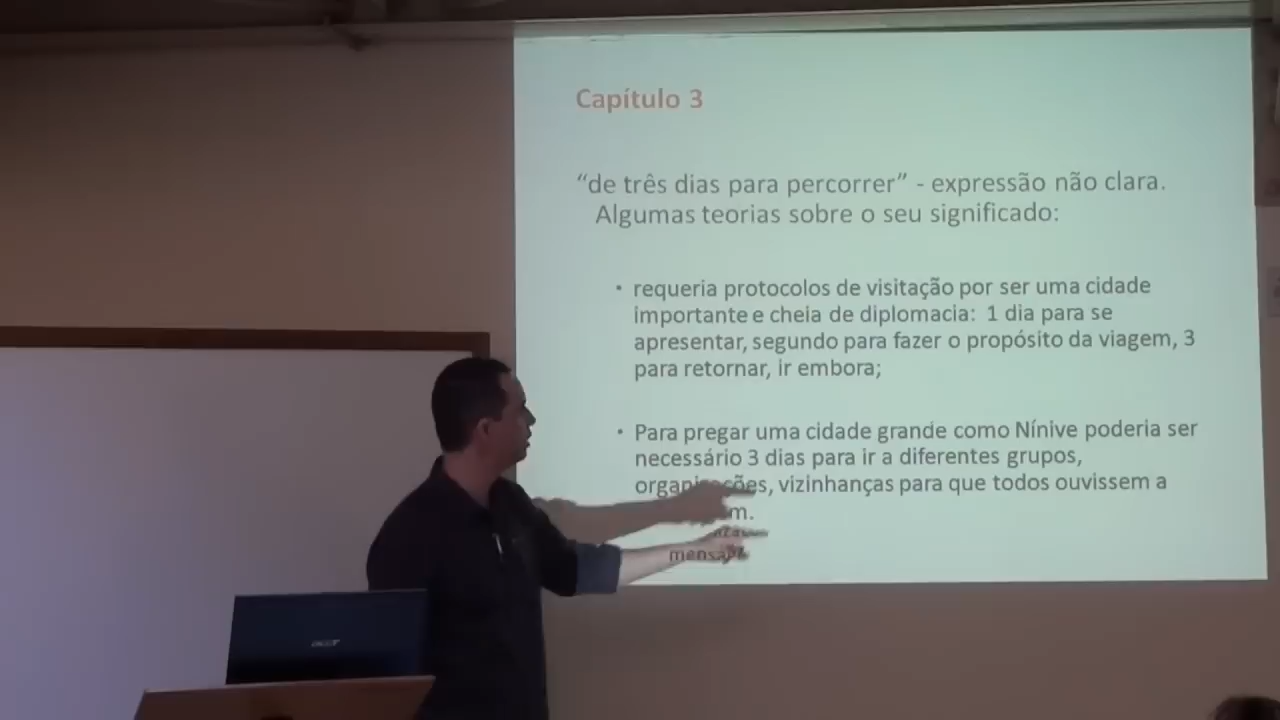 Capítulo 3
“de três dias para percorrer” - expressão não clara.
Algumas teorias sobre o seu significado:
• requeria protocolos de visitação por ser uma cidade
importante e cheia de diplomacia: 1 dia para se
apresentar, segundo para fazer o propósito da viagem, 3
para retornar, ir embora;
• Para pregar uma cidade grande como Nínive poderia ser
necessário 3 dias para ir a diferentes grupos,
vizinhanças para que todos ouvissem a
acer